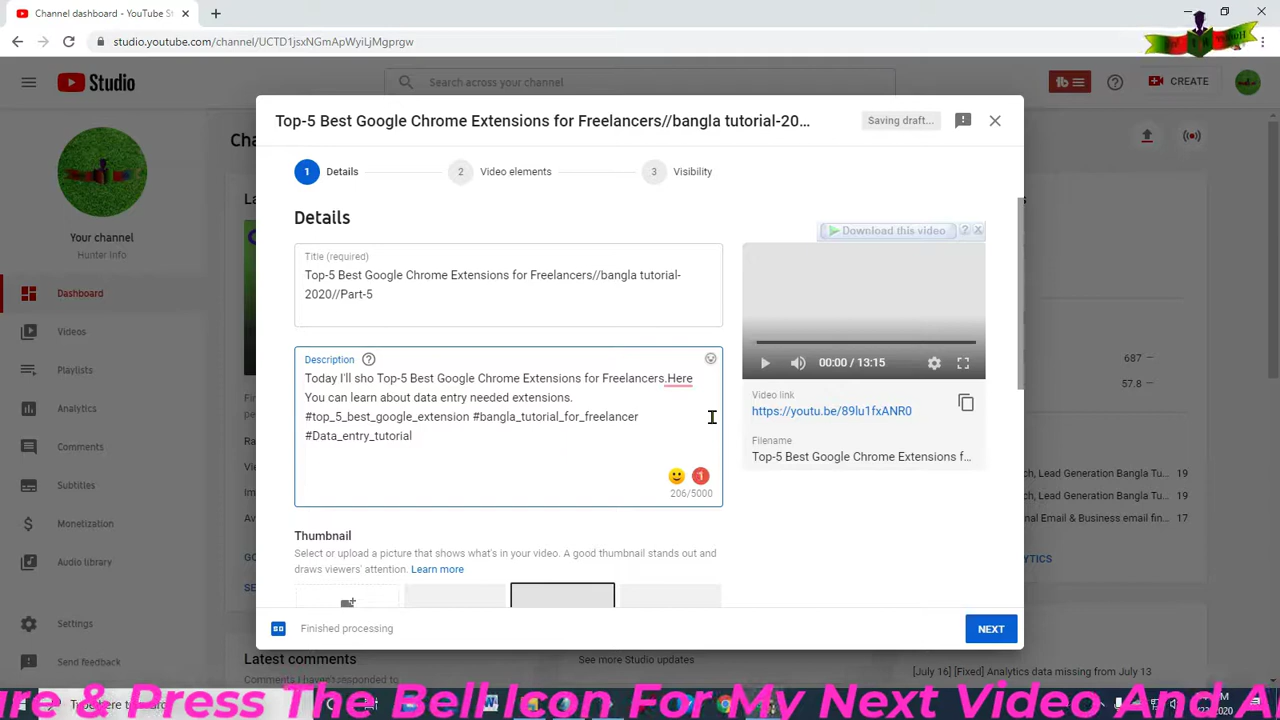 Channel dashboard - YouTube St
studio.youtube.com/channel/UCTD1jsxNGmApWyiLjMgprgw
Studio
Search across your channel
CREATE
Top-5 Best Google Chrome Extensions for Freelancers//bangla tutorial-20...
Saving draft...
1 Details
2 Video elements
3 Visibility
Your channel
Hunter Info
Dashboard
Videos
Playlists
Analytics
Comments
Subtitles
Monetization
Audio library
Settings
Send feedback
Details
Title (required)
Top-5 Best Google Chrome Extensions for Freelancers//bangla tutorial-
2020//Part-5
Description
Today I'll sho Top-5 Best Google Chrome Extensions for Freelancers.Here
You can learn about data entry needed extensions.
#top_5_best_google_extension #bangla_tutorial_for_freelancer
#Data_entry_tutorial
1
206/5000
Thumbnail
Select or upload a picture that shows what's in your video. A good thumbnail stands out and
draws viewers' attention. Learn more
Download this video
00:00 / 13:15
Video link
https://youtu.be/89lu1fxANR0
Filename
Top-5 Best Google Chrome Extensions f...
687
57.8
ch, Lead Generation Bangla Tu... 19
ch, Lead Generation Bangla Tu... 19
onal Email & Business email fin... 17
Finished processing
NEXT
Latest comments
See more Studio updates
[July 16] [Fixed] Analytics data missing from July 13
re & Press The Bell Icon For My Next Video And Al